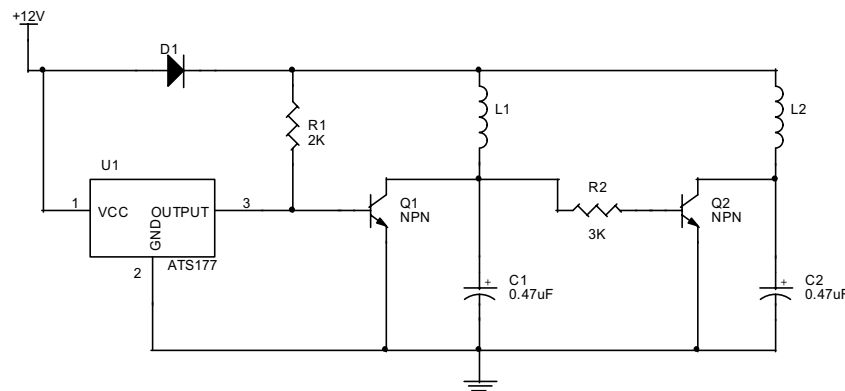 +12V
D1
R1
2K
L1
L2
U1
1
VCC
OUTPUT
3
GND
2
ATS177
Q1
NPN
R2
3K
Q2
NPN
+
C1
0.47uF
+
C2
0.47uF